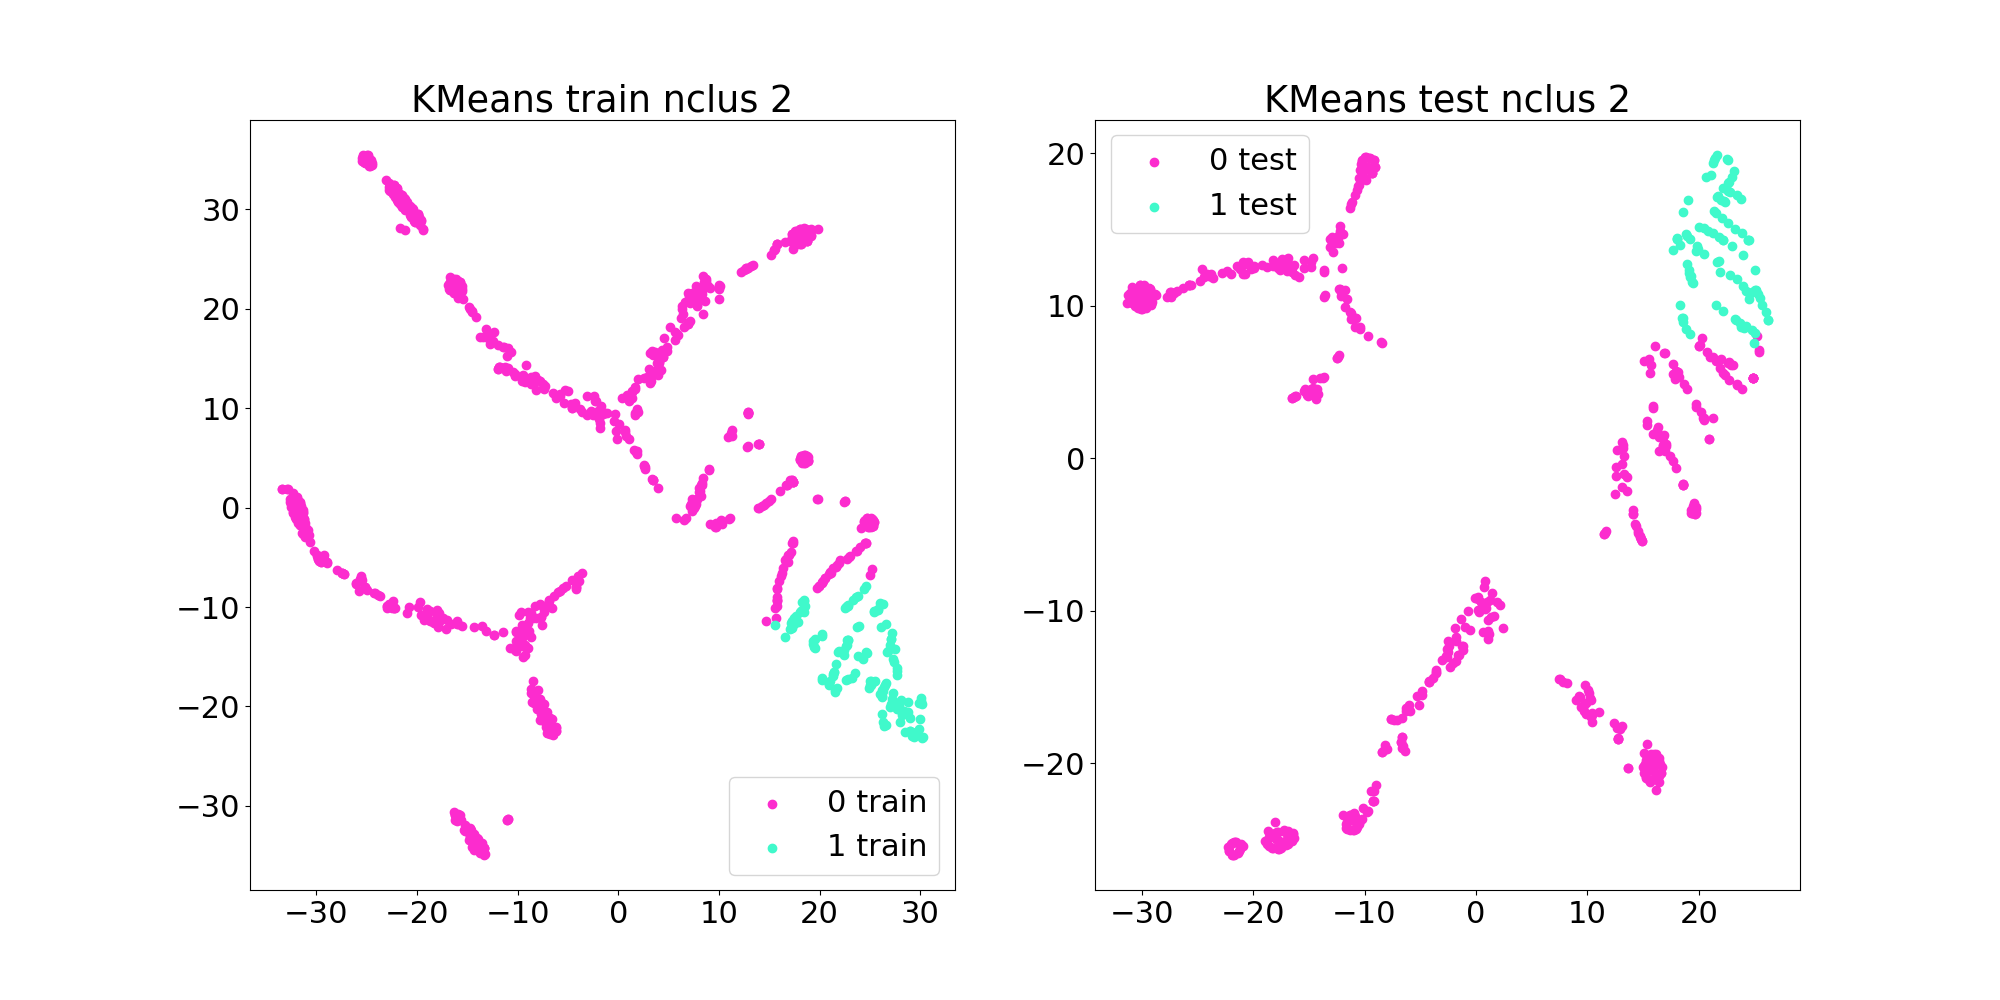 KMeans train nclus 2
30
20
10
0
−10
−20
−30
−30 −20 −10 0 10 20 30
0 train
1 train
KMeans test nclus 2
20
10
0
−10
−20
−30 −20 −10 0 10 20
0 test
1 test